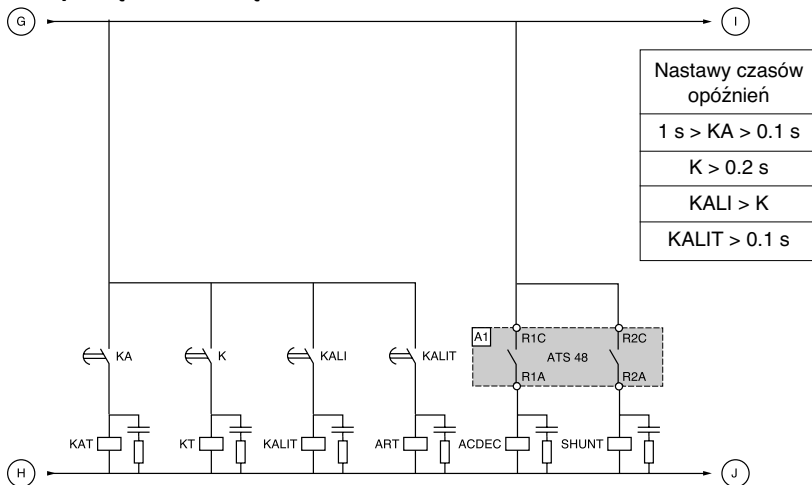 G
I
Nastawy czasów
opóźnień
1 s > KA > 0.1 s
K > 0.2 s
KALI > K
KALIT > 0.1 s
A1
R1C
R2C
KA
K
KALI
KALIT
ATS 48
R1A
R2A
KAT
KT
KALIT
ART
ACDEC
SHUNT
H
J